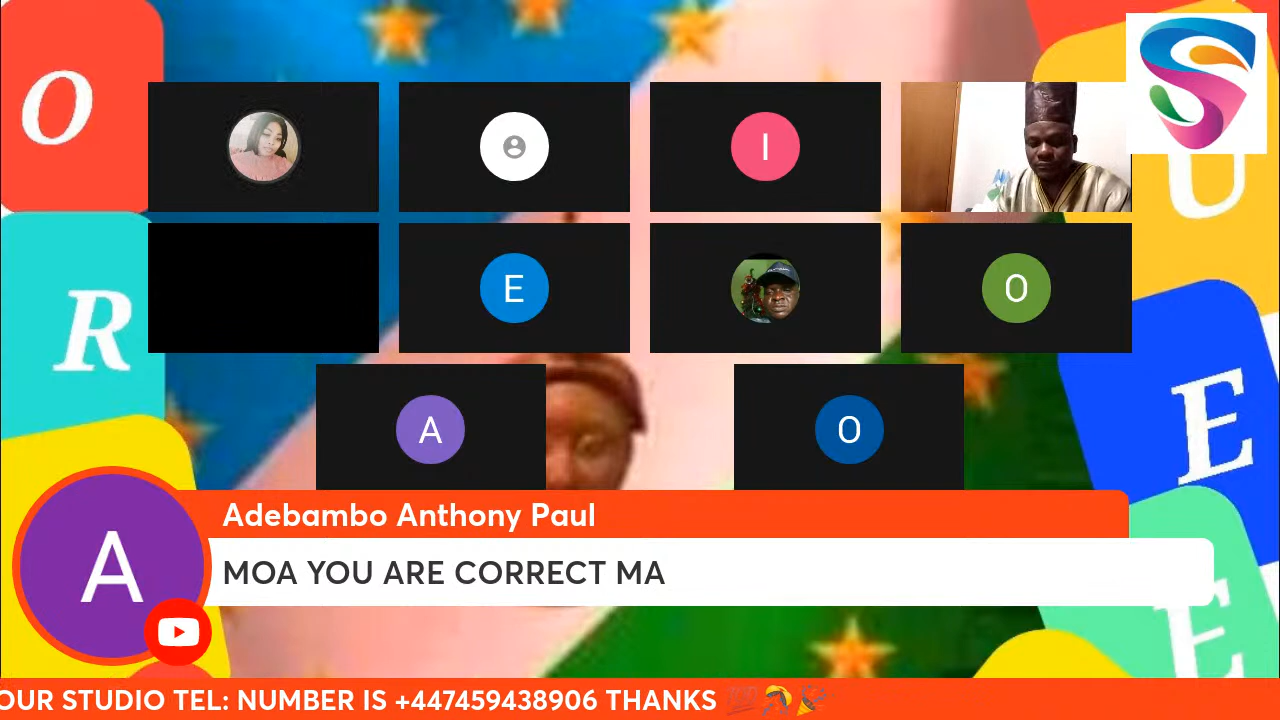 O
R
U
E
E
I
E
O
A
O
A
Adebambo Anthony Paul
MOA YOU ARE CORRECT MA
OUR STUDIO TEL: NUMBER IS +447459438906 THANKS 💯🏂🎉